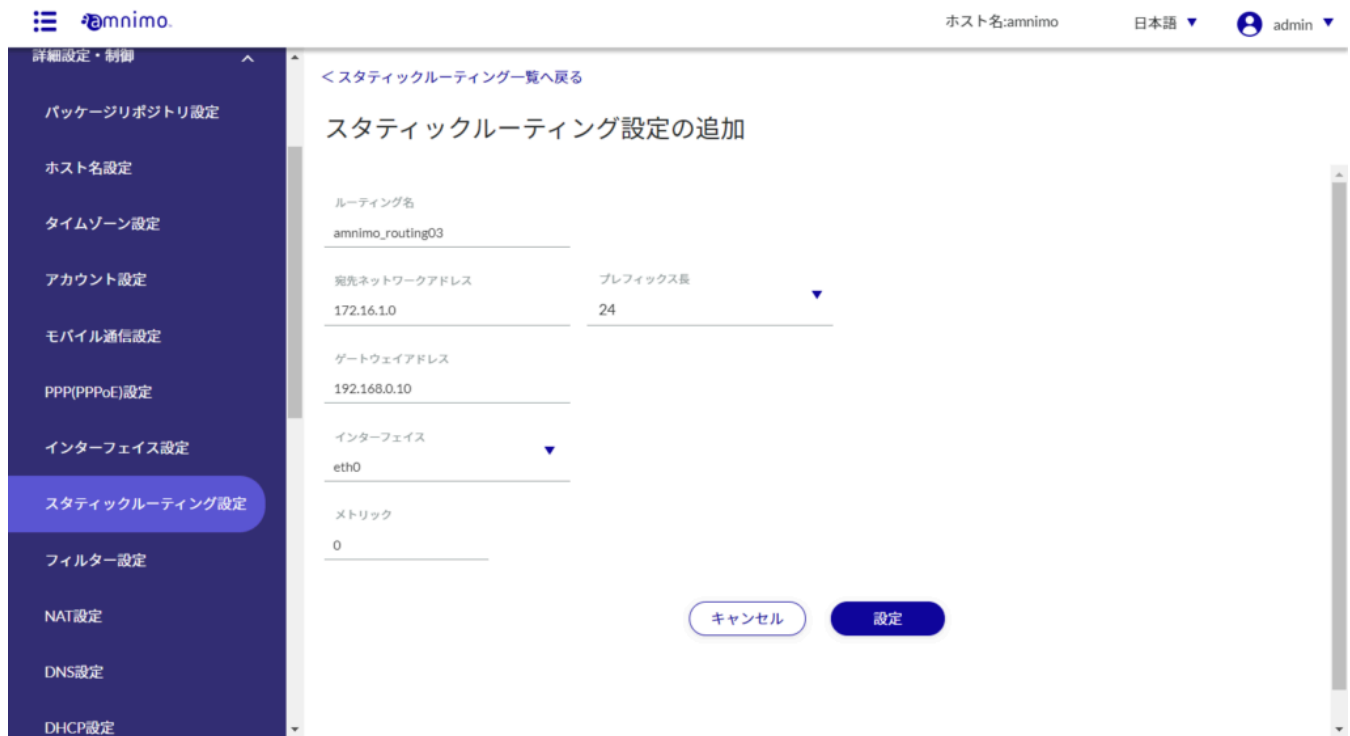 amnimo.
ホスト名:amnimo
日本語
admin
詳細設定・制御
パッケージリポジトリ設定
ホスト名設定
タイムゾーン設定
アカウント設定
モバイル通信設定
PPP(PPPoE)設定
インターフェイス設定
スタティックルーティング設定
フィルター設定
NAT設定
DNS設定
DHCP設定
<スタティックルーティング一覧へ戻る
スタティックルーティング設定の追加
ルーティング名
amnimo_routing03
宛先ネットワークアドレス
172.16.1.0
プレフィックス長
24
ゲートウェイアドレス
192.168.0.10
インターフェイス
eth0
メトリック
0
キャンセル
設定